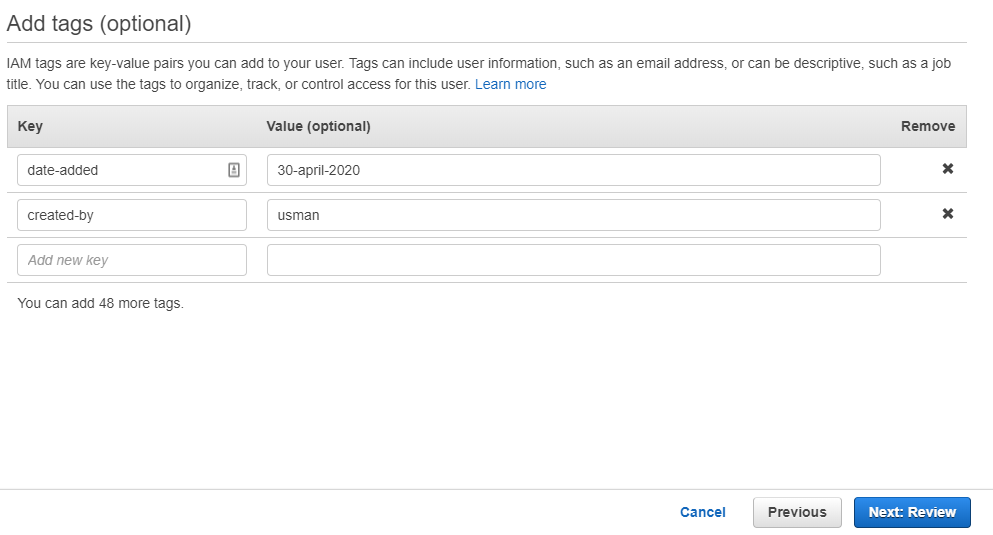 Add tags (optional)
IAM tags are key-value pairs you can add to your user. Tags can include user information, such as an email address, or can be descriptive, such as a job
title. You can use the tags to organize, track, or control access for this user. Learn more
Key Value (optional) Remove
date-added 30-april-2020
created-by usman
Add new key
You can add 48 more tags.
Cancel Previous Next: Review